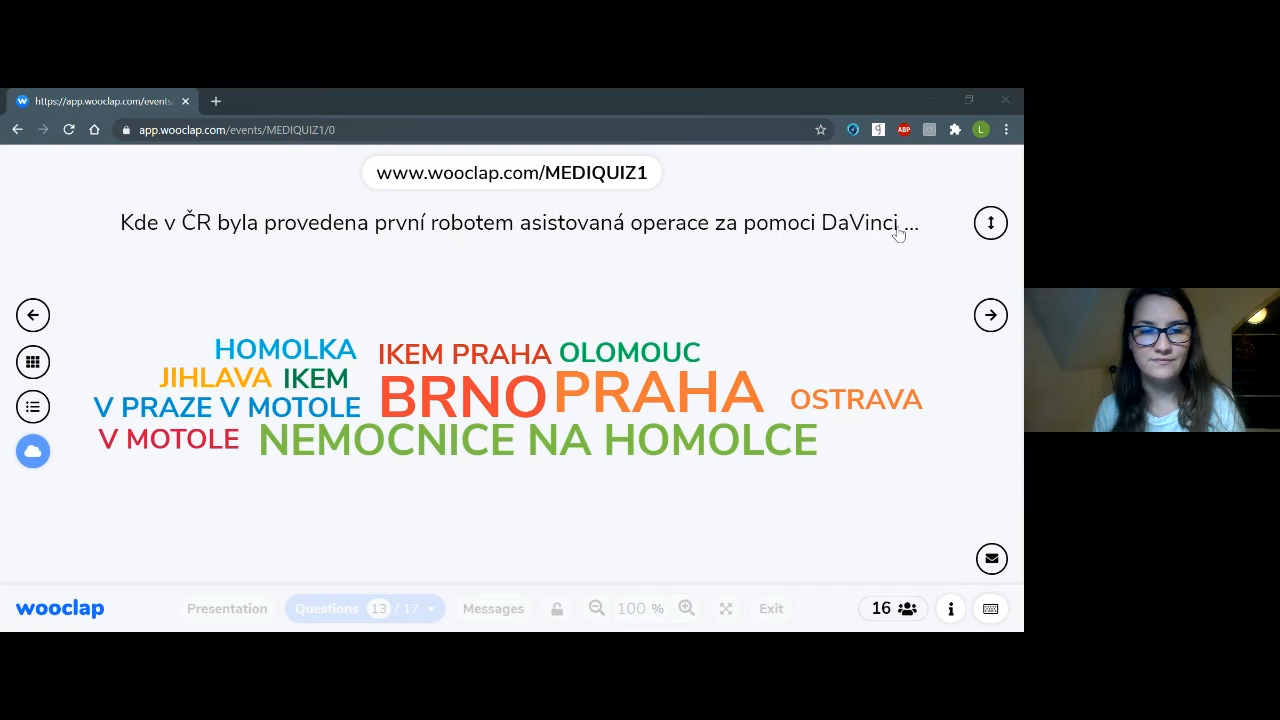 https://app.wooclap.com/events/
app.wooclap.com/events/MEDIQUIZ1/0
ABP
L
www.wooclap.com/MEDIQUIZ1
Kde v ČR byla provedena první robotem asistovaná operace za pomoci DaVinci ...
HOMOLKA IKEM PRAHA OLOMOUC
JIHLAVA IKEM BRNO PRAHA OSTRAVA
V PRAZE V MOTOLE
V MOTOLE NEMOCNICE NA HOMOLCE
wooclap Presentation Questions 13 / 17 Messages 100 % Exit 16